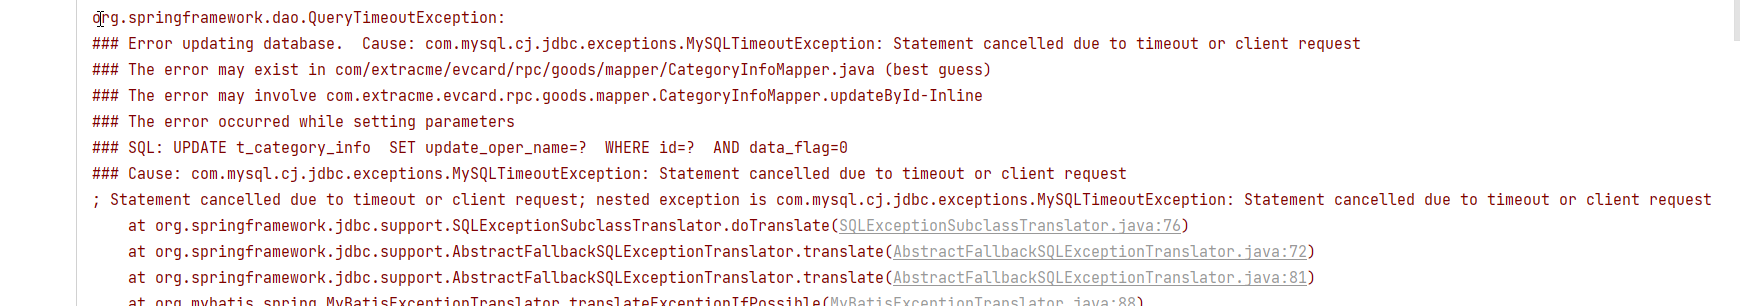 org.springframework.dao.QueryTimeoutException:
### Error updating database.  Cause: com.mysql.cj.jdbc.exceptions.MySQLTimeoutException: Statement cancelled due to timeout or client request
### The error may exist in com/extracme/evcard/rpc/goods/mapper/CategoryInfoMapper.java (best guess)
### The error may involve com.extracme.evcard.rpc.goods.mapper.CategoryInfoMapper.updateById-Inline
### The error occurred while setting parameters
### SQL: UPDATE t_category_info  SET update_oper_name=?  WHERE id=?  AND data_flag=0
### Cause: com.mysql.cj.jdbc.exceptions.MySQLTimeoutException: Statement cancelled due to timeout or client request
; Statement cancelled due to timeout or client request; nested exception is com.mysql.cj.jdbc.exceptions.MySQLTimeoutException: Statement cancelled due to timeout or client request
    at org.springframework.jdbc.support.SQLExceptionSubclassTranslator.doTranslate(SQLExceptionSubclassTranslator.java:76)
    at org.springframework.jdbc.support.AbstractFallbackSQLExceptionTranslator.translate(AbstractFallbackSQLExceptionTranslator.java:72)
    at org.springframework.jdbc.support.AbstractFallbackSQLExceptionTranslator.translate(AbstractFallbackSQLExceptionTranslator.java:81)
    at org.mybatis.spring.MyBatisExceptionTranslator.translateExceptionIfPossible(MyBatisExceptionTranslator.java:88)